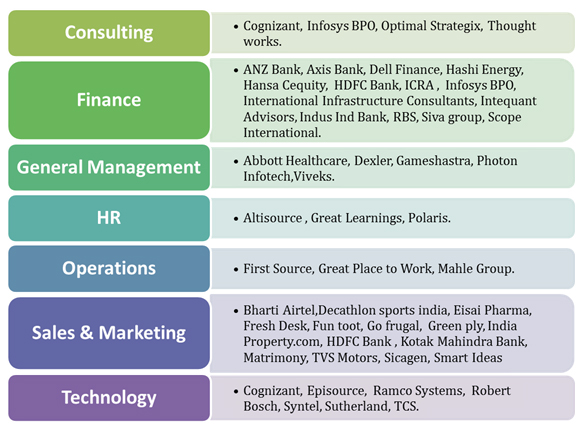 Consulting
• Cognizant, Infosys BPO, Optimal Strategix, Thought
works.
Finance
• ANZ Bank, Axis Bank, Dell Finance, Hashi Energy,
Hansa Cequity, HDFC Bank, ICRA , Infosys BPO,
International Infrastructure Consultants, Intequant
Advisors, Indus Ind Bank, RBS, Siva group, Scope
International.
General Management
• Abbott Healthcare, Dexler, Gameshastra, Photon
Infotech,Viveks.
HR
• Altisource , Great Learnings, Polaris.
Operations
• First Source, Great Place to Work, Mahle Group.
Sales & Marketing
• Bharti Airtel,Decathlon sports india, Eisai Pharma,
Fresh Desk, Fun toot, Go frugal, Green ply, India
Property.com, HDFC Bank , Kotak Mahindra Bank,
Matrimony, TVS Motors, Sicagen, Smart Ideas
Technology
• Cognizant, Episource, Ramco Systems, Robert
Bosch, Syntel, Sutherland, TCS.